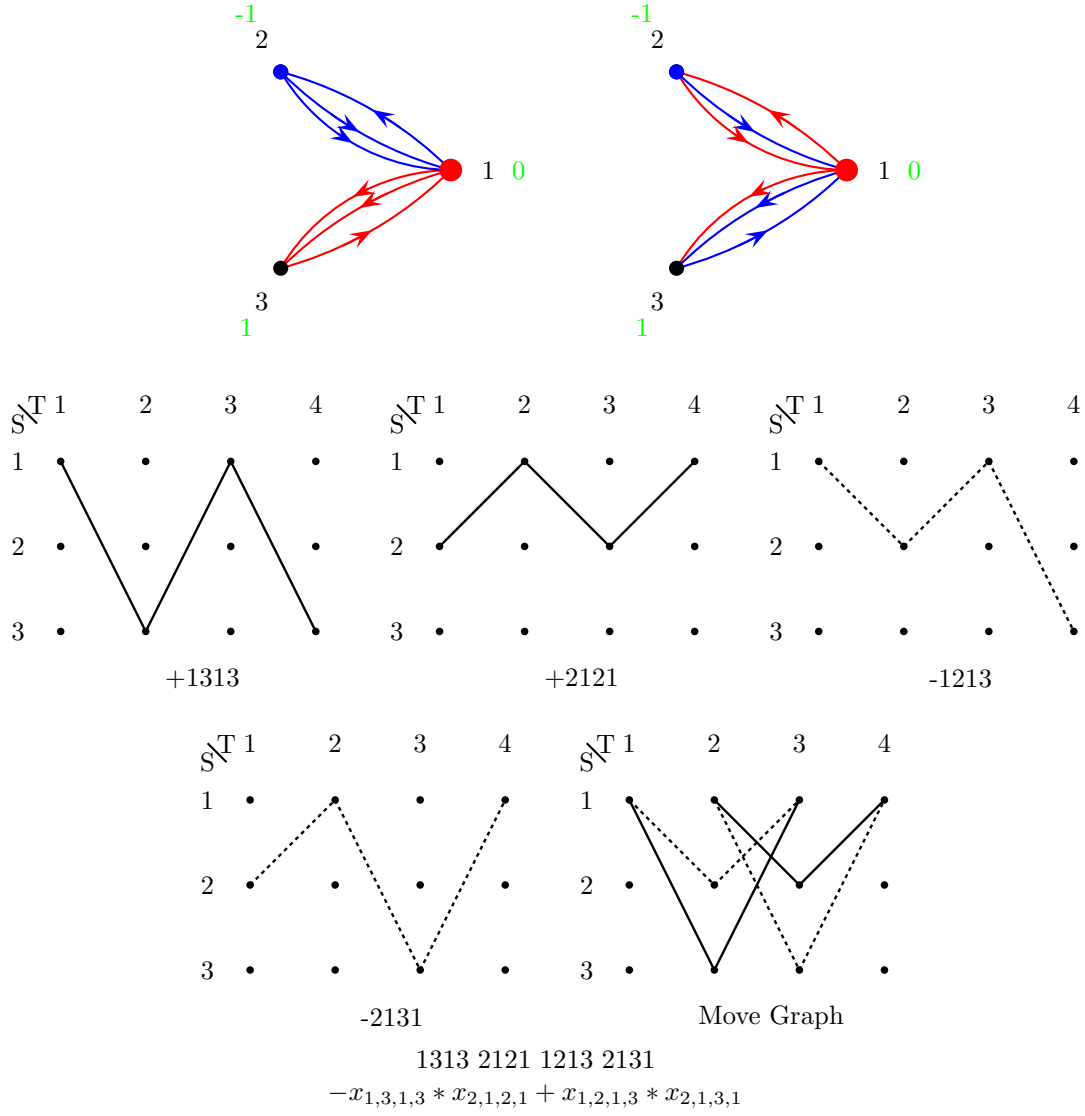 -1 -1
2 2
1 0 1 0
3 3
1 1
S\T 1 2 3 4 S\T 1 2 3 4 S\T 1 2 3 4
1 1 1
2 2 2
3 3 3
+1313 +2121 -1213
S\T 1 2 3 4 S\T 1 2 3 4
1 1
2 2
3 3
-2131 Move Graph
1313 2121 1213 2131
$-x_{1,3,1,3} * x_{2,1,2,1} + x_{1,2,1,3} * x_{2,1,3,1}$